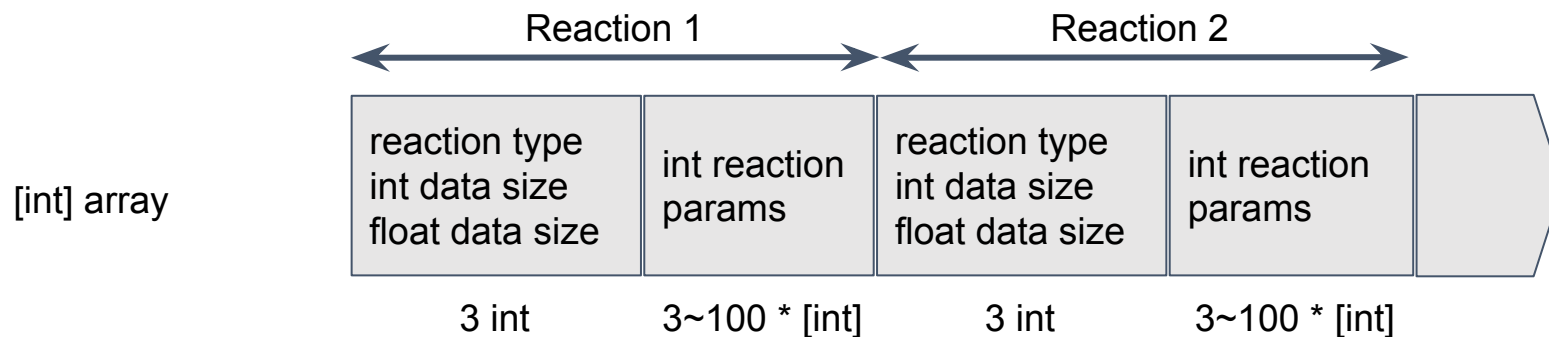 Reaction 1
Reaction 2
[int] array
reaction type
int data size
float data size
int reaction
params
reaction type
int data size
float data size
int reaction
params
3 int
3~100 * [int]
3 int
3~100 * [int]